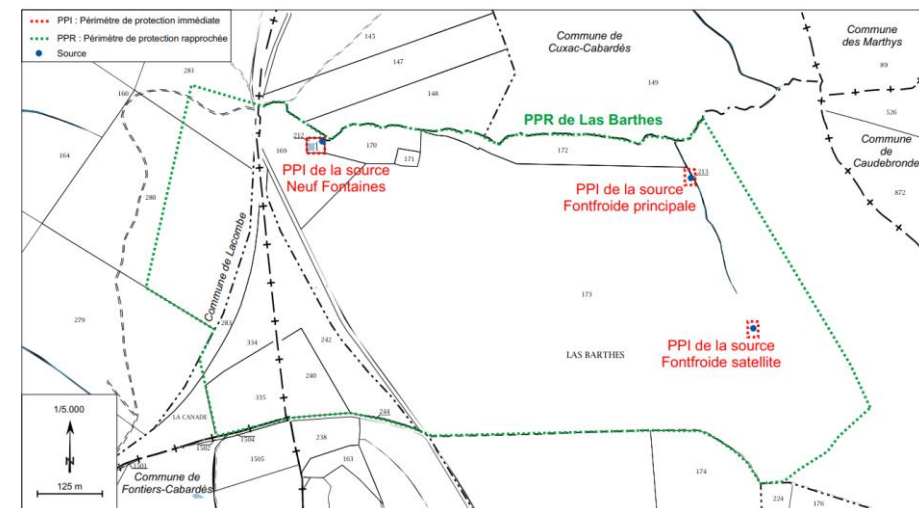 PPI : Périmètre de protection immédiate
PPR : Périmètre de protection rapprochée
Source
Commune de
Cuxac-Cabardès
Commune
des Marthys
145
147
148
149
89
526
281
160
164
280
279
212
169
170
171
172
213
872
Commune
de
Caudebronde
PPR de Las Barthes
PPI de la source
Neuf Fontaines
PPI de la source
Fontfroide principale
Commune de Lacombe
173
283
334
242
240
335
LAS BARTHES
PPI de la source
Fontfroide satellite
LA CANADE
244
1/5.000
N
125 m
1501
1502
1504
1505
238
163
174
224
176
Commune de
Fontiers-Cabardès